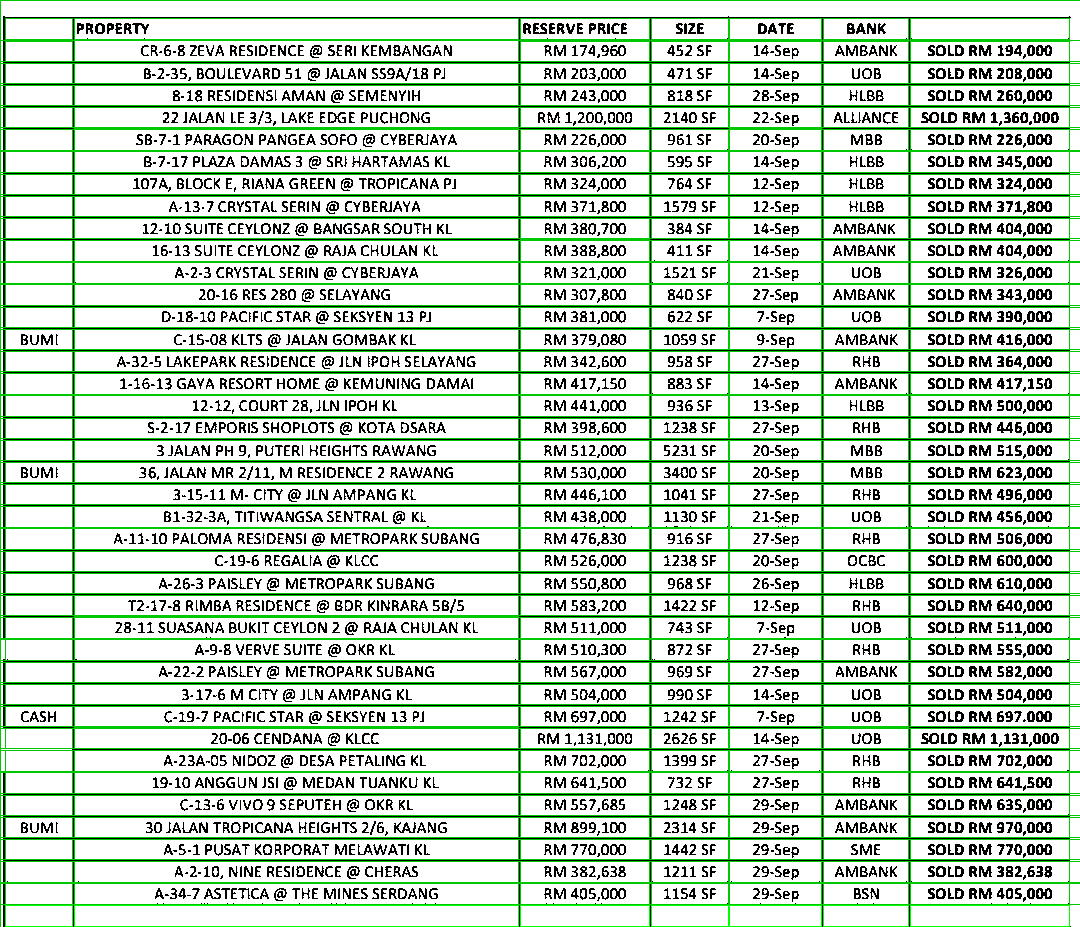 PROPERTY RESERVE PRICE SIZE DATE BANK
CR-6-8 ZEVA RESIDENCE @ SERI KEMBANGAN RM 174,960 452 SF 14-Sep AMBANK SOLD RM 194,000
B-2-35, BOULEVARD 51 @ JALAN SS9A/18 PJ RM 203,000 471 SF 14-Sep UOB SOLD RM 208,000
8-18 RESIDENSI AMAN @ SEMENYIH RM 243,000 818 SF 28-Sep HLBB SOLD RM 260,000
22 JALAN LE 3/3, LAKE EDGE PUCHONG RM 1,200,000 2140 SF 22-Sep ALLIANCE SOLD RM 1,360,000
SB-7-1 PARAGON PANGEA SOFO @ CYBERJAYA RM 226,000 961 SF 20-Sep MBB SOLD RM 226,000
B-7-17 PLAZA DAMAS 3 @ SRI HARTAMAS KL RM 306,200 595 SF 14-Sep HLBB SOLD RM 345,000
107A, BLOCK E, RIANA GREEN @ TROPICANA PJ RM 324,000 764 SF 12-Sep HLBB SOLD RM 324,000
A-13-7 CRYSTAL SERIN @ CYBERJAYA RM 371,800 1579 SF 12-Sep HLBB SOLD RM 371,800
12-10 SUITE CEYLONZ @ BANGSAR SOUTH KL RM 380,700 384 SF 14-Sep AMBANK SOLD RM 404,000
16-13 SUITE CEYLONZ @ RAJA CHULAN KL RM 388,800 411 SF 14-Sep AMBANK SOLD RM 404,000
A-2-3 CRYSTAL SERIN @ CYBERJAYA RM 321,000 1521 SF 21-Sep UOB SOLD RM 326,000
20-16 RES 280 @ SELAYANG RM 307,800 840 SF 27-Sep AMBANK SOLD RM 343,000
D-18-10 PACIFIC STAR @ SEKSYEN 13 PJ RM 381,000 622 SF 7-Sep UOB SOLD RM 390,000
BUMI C-15-08 KLTS @ JALAN GOMBAK KL RM 379,080 1059 SF 9-Sep AMBANK SOLD RM 416,000
A-32-5 LAKEPARK RESIDENCE @ JLN IPOH SELAYANG RM 342,600 958 SF 27-Sep RHB SOLD RM 364,000
1-16-13 GAYA RESORT HOME @ KEMUNING DAMAI RM 417,150 883 SF 14-Sep AMBANK SOLD RM 417,150
12-12, COURT 28, JLN IPOH KL RM 441,000 936 SF 13-Sep HLBB SOLD RM 500,000
S-2-17 EMPORIS SHOPLOTS @ KOTA DSARA RM 398,600 1238 SF 27-Sep RHB SOLD RM 446,000
3 JALAN PH 9, PUTERI HEIGHTS RAWANG RM 512,000 5231 SF 20-Sep MBB SOLD RM 515,000
BUMI 36, JALAN MR 2/11, M RESIDENCE 2 RAWANG RM 530,000 3400 SF 20-Sep MBB SOLD RM 623,000
3-15-11 M- CITY @ JLN AMPANG KL RM 446,100 1041 SF 27-Sep RHB SOLD RM 496,000
B1-32-3A, TITIWANGSA SENTRAL @ KL RM 438,000 1130 SF 21-Sep UOB SOLD RM 456,000
A-11-10 PALOMA RESIDENSI @ METROPARK SUBANG RM 476,830 916 SF 27-Sep RHB SOLD RM 506,000
C-19-6 REGALIA @ KLCC RM 526,000 1238 SF 20-Sep OCBC SOLD RM 600,000
A-26-3 PAISLEY @ METROPARK SUBANG RM 550,800 968 SF 26-Sep HLBB SOLD RM 610,000
T2-17-8 RIMBA RESIDENCE @ BDR KINRARA 5B/5 RM 583,200 1422 SF 12-Sep RHB SOLD RM 640,000
28-11 SUASANA BUKIT CEYLON 2 @ RAJA CHULAN KL RM 511,000 743 SF 7-Sep UOB SOLD RM 511,000
A-9-8 VERVE SUITE @ OKR KL RM 510,300 872 SF 27-Sep RHB SOLD RM 555,000
A-22-2 PAISLEY @ METROPARK SUBANG RM 567,000 969 SF 27-Sep AMBANK SOLD RM 582,000
3-17-6 M CITY @ JLN AMPANG KL RM 504,000 990 SF 14-Sep UOB SOLD RM 504,000
CASH C-19-7 PACIFIC STAR @ SEKSYEN 13 PJ RM 697,000 1242 SF 7-Sep UOB SOLD RM 697.000
20-06 CENDANA @ KLCC RM 1,131,000 2626 SF 14-Sep UOB SOLD RM 1,131,000
A-23A-05 NIDOZ @ DESA PETALING KL RM 702,000 1399 SF 27-Sep RHB SOLD RM 702,000
19-10 ANGGUN JSI @ MEDAN TUANKU KL RM 641,500 732 SF 27-Sep RHB SOLD RM 641,500
C-13-6 VIVO 9 SEPUTEH @ OKR KL RM 557,685 1248 SF 29-Sep AMBANK SOLD RM 635,000
BUMI 30 JALAN TROPICANA HEIGHTS 2/6, KAJANG RM 899,100 2314 SF 29-Sep AMBANK SOLD RM 970,000
A-5-1 PUSAT KORPORAT MELAWATI KL RM 770,000 1442 SF 29-Sep SME SOLD RM 770,000
A-2-10, NINE RESIDENCE @ CHERAS RM 382,638 1211 SF 29-Sep AMBANK SOLD RM 382,638
A-34-7 ASTETICA @ THE MINES SERDANG RM 405,000 1154 SF 29-Sep BSN SOLD RM 405,000